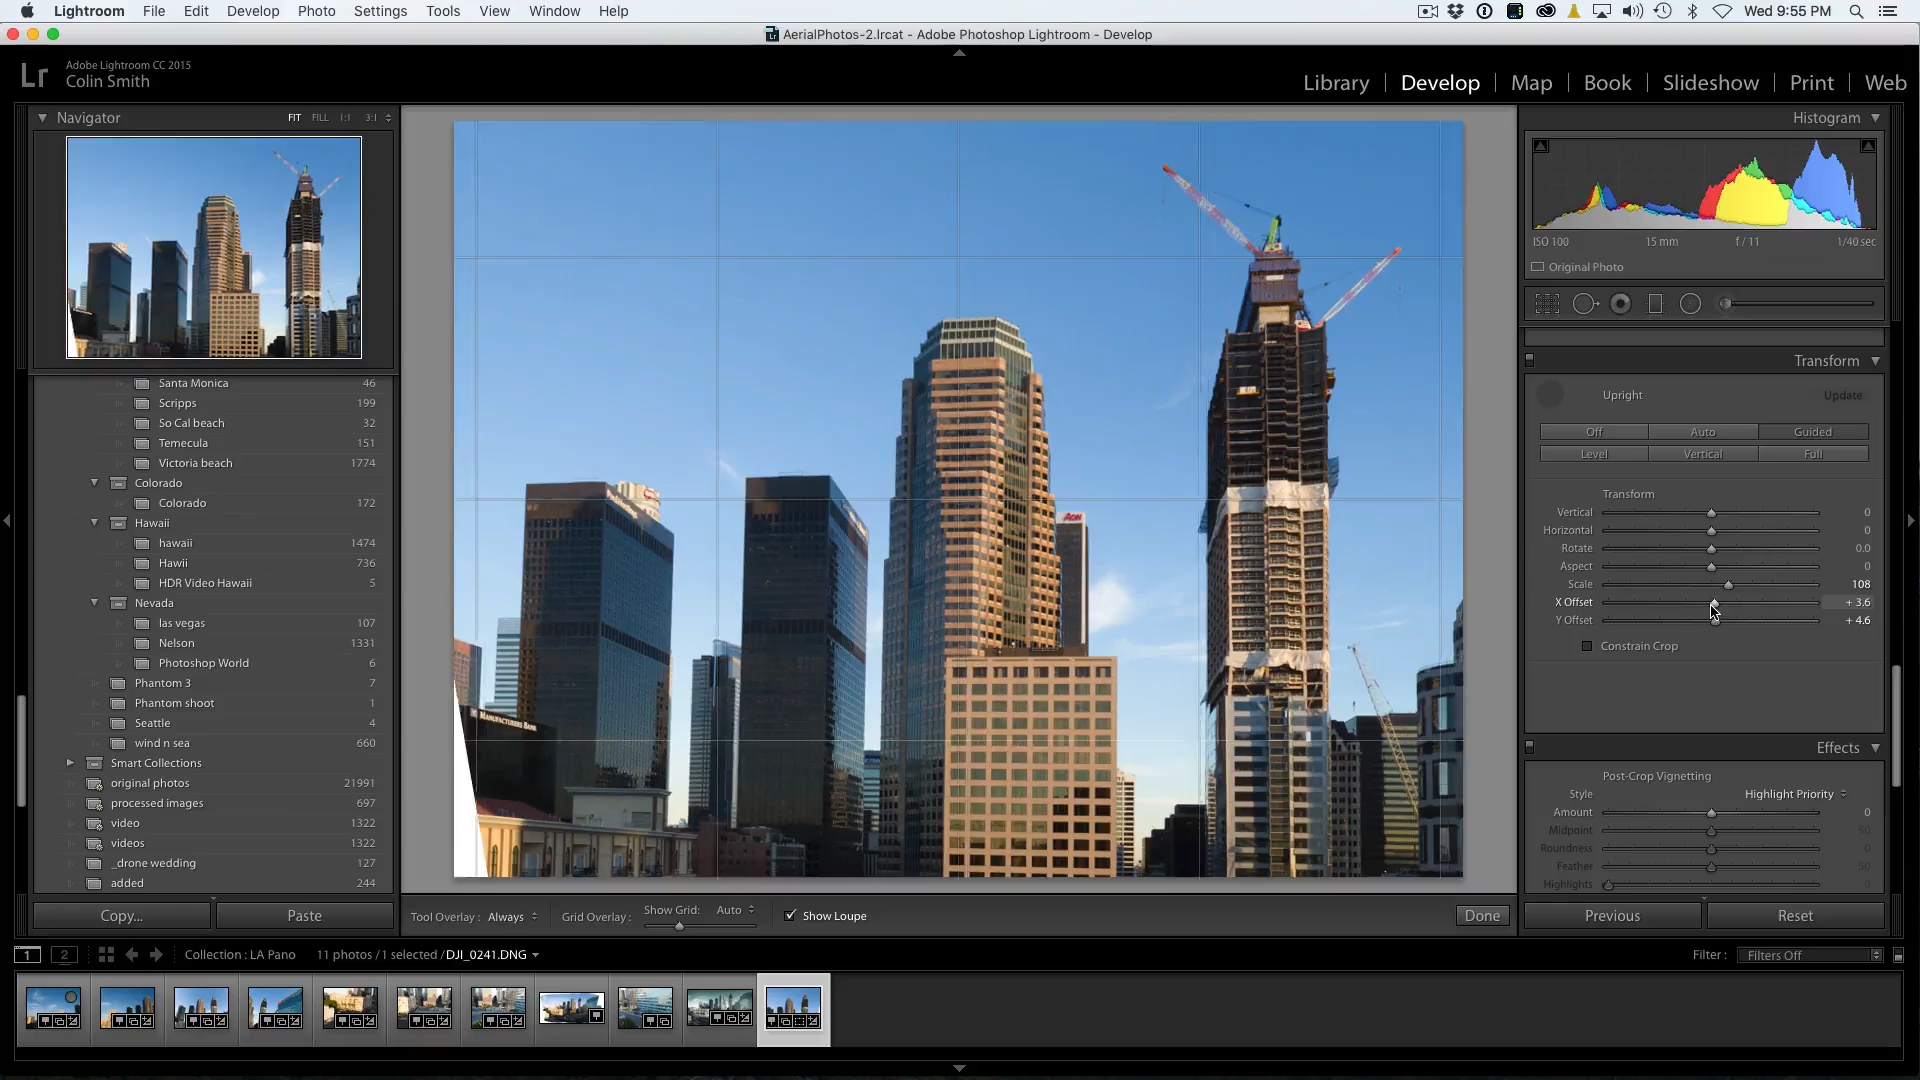 Lightroom File Edit Develop Photo Settings Tools View Window Help Wed 9:55 PM
AerialPhotos-2.lrcat - Adobe Photoshop Lightroom - Develop
Lr Adobe Lightroom CC 2015
Colin Smith
Library | Develop | Map | Book | Slideshow | Print | Web
Navigator FIT FILL 1:1 3:1
Santa Monica 46
Scripps 199
So Cal beach 32
Temecula 151
Victoria beach 1774
Colorado
Colorado 172
Hawaii
hawaii 1474
Hawii 736
HDR Video Hawaii 5
Nevada
las vegas 107
Nelson 1331
Photoshop World 6
Phantom 3 7
Phantom shoot 1
Seattle 4
wind n sea 660
Smart Collections
original photos 21991
processed images 697
video 1322
videos 1322
_drone wedding 127
added 244
Copy... Paste
AON
MANUFACTURERS BANK
Tool Overlay : Always Grid Overlay : Show Grid: Auto Show Loupe Done
Histogram
ISO 100 15 mm f / 11 1/40 sec
Original Photo
Transform
Upright Update
Off Auto Guided
Level Vertical Full
Transform
Vertical 0
Horizontal 0
Rotate 0.0
Aspect 0
Scale 108
X Offset + 3.6
Y Offset + 4.6
Constrain Crop
Effects
Post-Crop Vignetting
Style Highlight Priority
Amount 0
Midpoint 50
Roundness 0
Feather 50
Highlights 0
Previous Reset
1 2 Collection : LA Pano 11 photos / 1 selected / DJI_0241.DNG Filter : Filters Off